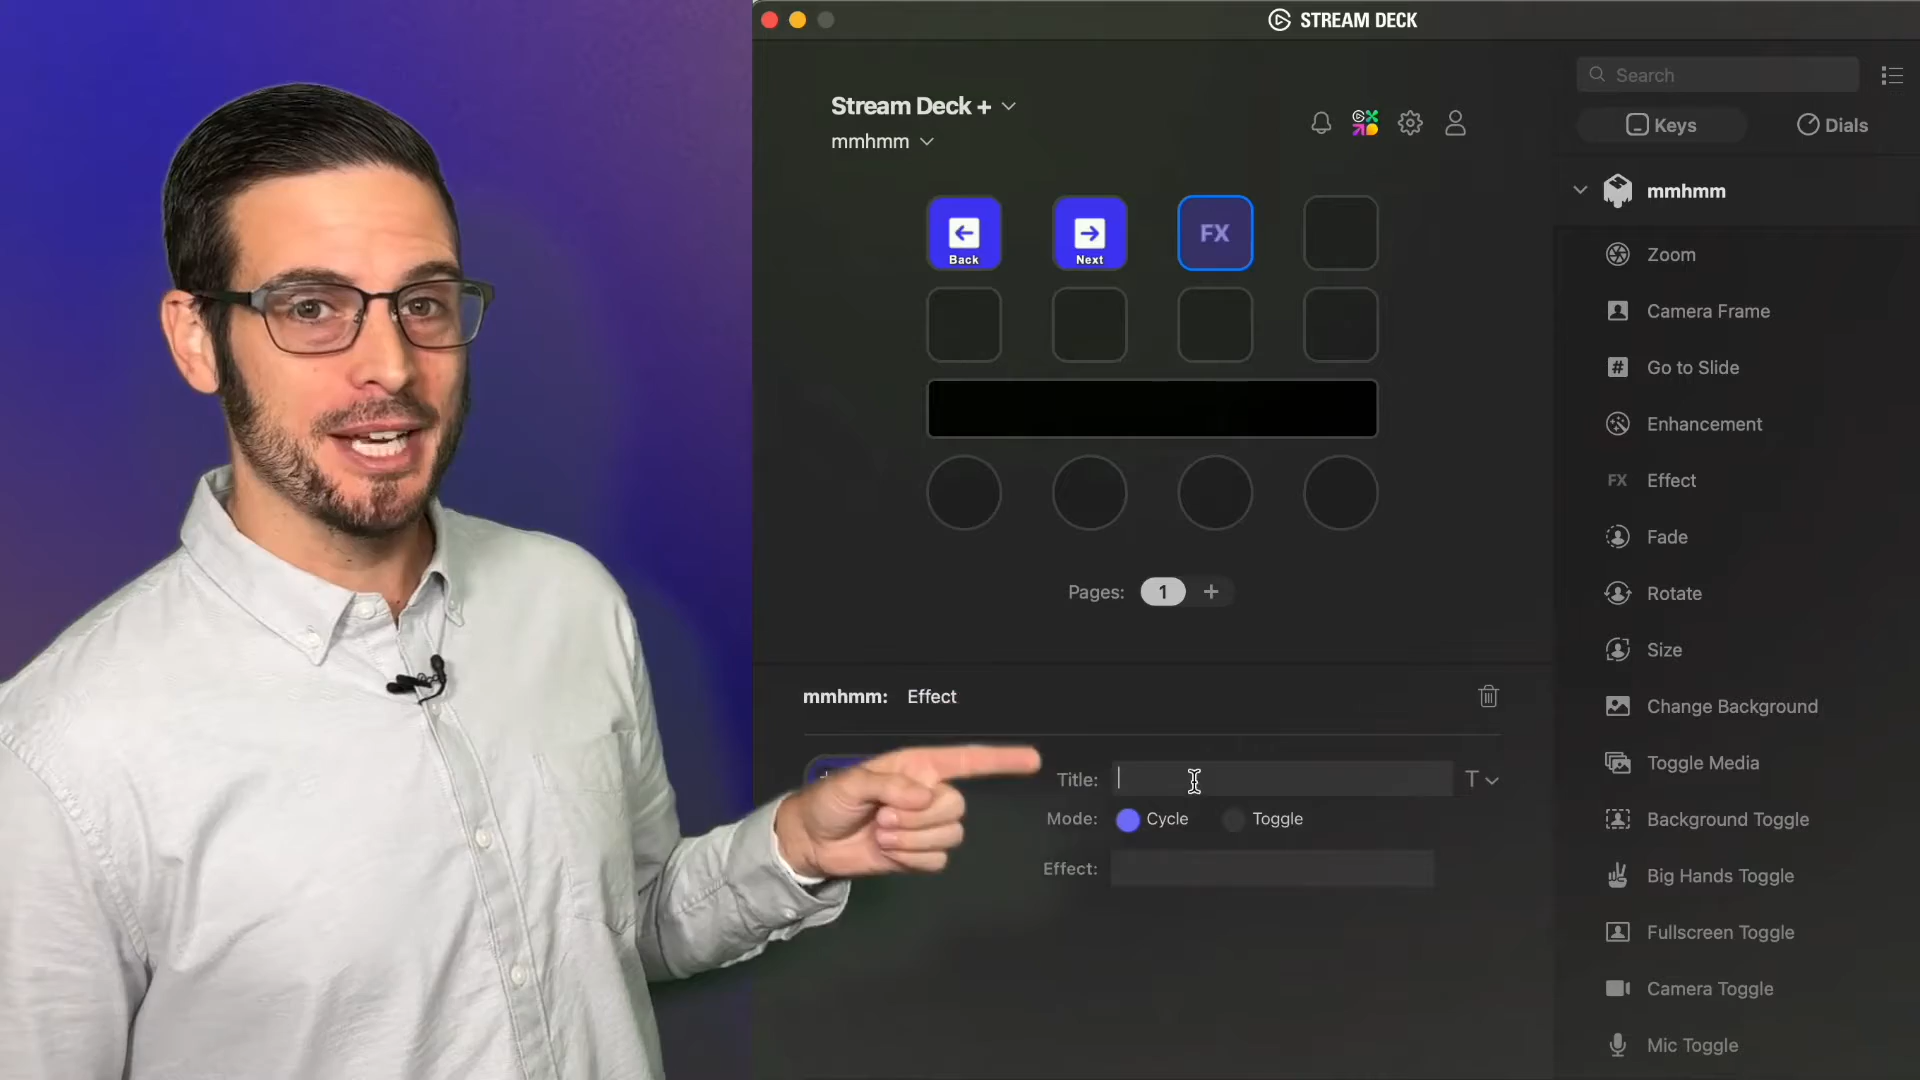 STREAM DECK
Search
Stream Deck +
mmhmm
Keys
Dials
mmhmm
Back
Next
FX
Zoom
Camera Frame
# Go to Slide
Enhancement
FX Effect
Fade
Pages: 1 +
Rotate
Size
mmhmm: Effect
Change Background
Title:
T
Toggle Media
Mode: Cycle Toggle
Background Toggle
Effect:
Big Hands Toggle
Fullscreen Toggle
Camera Toggle
Mic Toggle